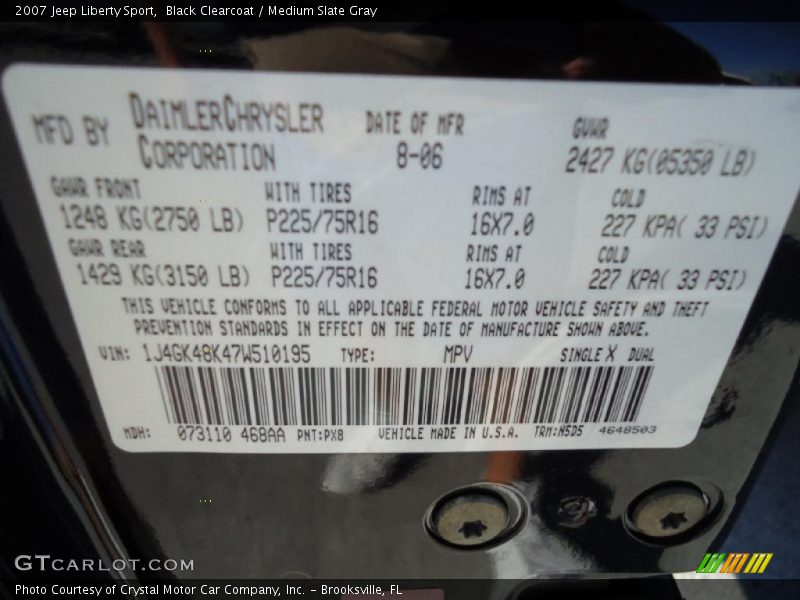 2007 Jeep Liberty Sport,  Black Clearcoat / Medium Slate Gray
MFD BY DAIMLERCHRYSLER CORPORATION
DATE OF MFR 8-06
GVWR 2427 KG(05350 LB)
GAWR FRONT WITH TIRES RIMS AT COLD
1248 KG(2750 LB) P225/75R16 16X7.0 227 KPA( 33 PSI)
GAWR REAR WITH TIRES RIMS AT COLD
1429 KG(3150 LB) P225/75R16 16X7.0 227 KPA( 33 PSI)
THIS VEHICLE CONFORMS TO ALL APPLICABLE FEDERAL MOTOR VEHICLE SAFETY AND THEFT
PREVENTION STANDARDS IN EFFECT ON THE DATE OF MANUFACTURE SHOWN ABOVE.
VIN: 1J4GK48K47W510195 TYPE: MPV SINGLE X DUAL
MDH: 073110 468AA PNT:PX8 VEHICLE MADE IN U.S.A. TRM:N5D5 4648503
GTCARLOT.COM
Photo Courtesy of Crystal Motor Car Company, Inc. - Brooksville, FL